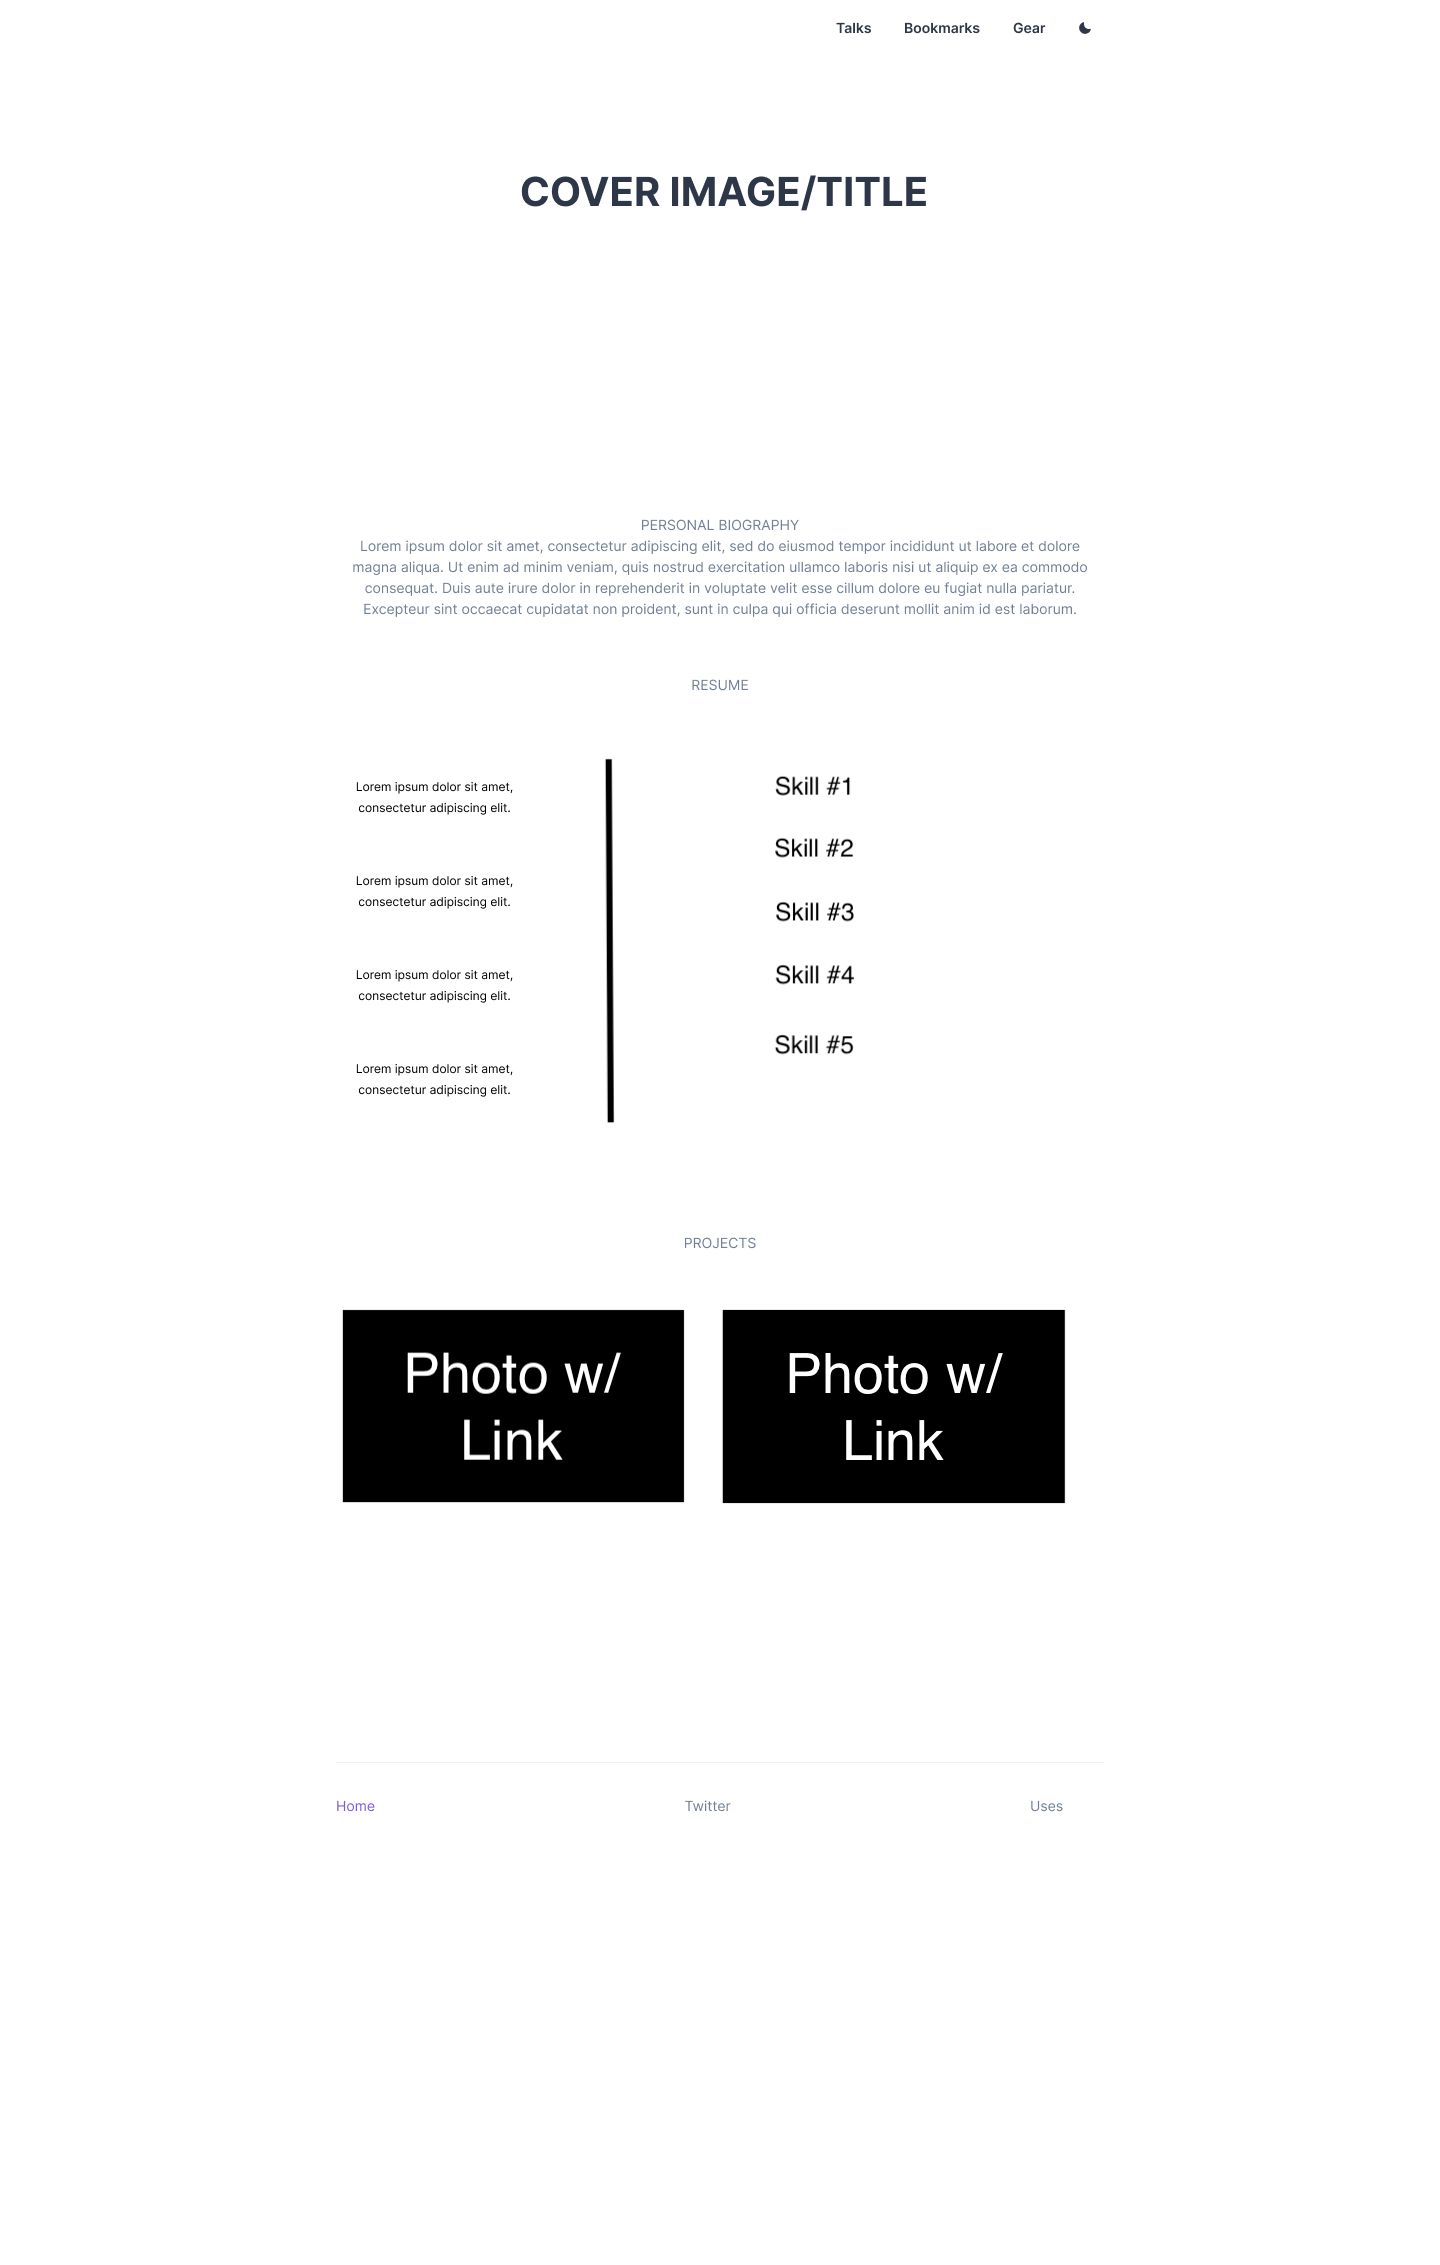 Talks Bookmarks Gear
COVER IMAGE/TITLE
PERSONAL BIOGRAPHY
Lorem ipsum dolor sit amet, consectetur adipiscing elit, sed do eiusmod tempor incididunt ut labore et dolore
magna aliqua. Ut enim ad minim veniam, quis nostrud exercitation ullamco laboris nisi ut aliquip ex ea commodo
consequat. Duis aute irure dolor in reprehenderit in voluptate velit esse cillum dolore eu fugiat nulla pariatur.
Excepteur sint occaecat cupidatat non proident, sunt in culpa qui officia deserunt mollit anim id est laborum.
RESUME
Lorem ipsum dolor sit amet,
consectetur adipiscing elit.
Lorem ipsum dolor sit amet,
consectetur adipiscing elit.
Lorem ipsum dolor sit amet,
consectetur adipiscing elit.
Lorem ipsum dolor sit amet,
consectetur adipiscing elit.
Skill #1
Skill #2
Skill #3
Skill #4
Skill #5
PROJECTS
Photo w/
Link
Photo w/
Link
Home Twitter Uses